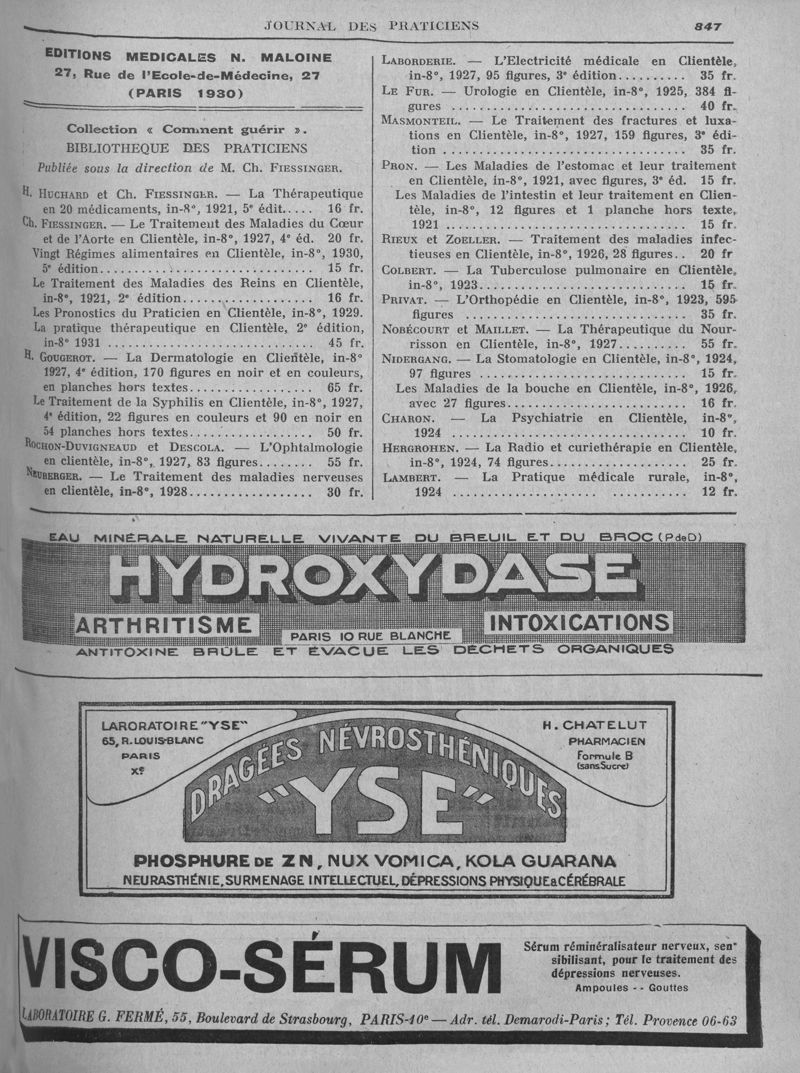 JOURNAL DES PRATICIENS 847
EDITIONS MEDICALES N. MALOINE
27, Rue de l'Ecole-de-Médecine, 27
(PARIS 1930)
Collection « Comment guérir ».
BIBLIOTHEQUE DES PRATICIENS
Publiée sous la direction de M. Ch. FIESSINGER.
H. HUCHARD et Ch. FIESSINGER. — La Thérapeutique
en 20 médicaments, in-8°, 1921, 5e édit..... 16 fr.
Ch. FIESSINGER. — Le Traitement des Maladies du Cœur
et de l'Aorte en Clientèle, in-8°, 1927, 4e éd. 20 fr.
Vingt Régimes alimentaires en Clientèle, in-8°, 1930,
5e édition.............................. 15 fr.
Le Traitement des Maladies des Reins en Clientèle,
in-8°, 1921, 2e édition.................... 16 fr.
Les Pronostics du Praticien en Clientèle, in-8°, 1929.
La pratique thérapeutique en Clientèle, 2e édition,
in-8° 1931 .............................. 45 fr.
H. GOUGEROT. — La Dermatologie en Clientèle, in-8°
1927, 4e édition, 170 figures en noir et en couleurs,
en planches hors textes.................. 65 fr.
Le Traitement de la Syphilis en Clientèle, in-8°, 1927,
4e édition, 22 figures en couleurs et 90 en noir en
54 planches hors textes.................. 50 fr.
ROCHON-DUVIGNEAUD et DESCOLA. — L'Ophtalmologie
en clientèle, in-8°, 1927, 83 figures........ 55 fr.
NEUBERGER. — Le Traitement des maladies nerveuses
en clientèle, in-8°, 1928.................. 30 fr.
LABORDERIE. — L'Electricité médicale en Clientèle,
in-8°, 1927, 95 figures, 3e édition.......... 35 fr.
LE FUR. — Urologie en Clientèle, in-8°, 1925, 384 fi-
gures .................................. 40 fr.
MASMONTEIL. — Le Traitement des fractures et luxa-
tions en Clientèle, in-8°, 1927, 159 figures, 3e édi-
tion .................................... 35 fr.
PRON. — Les Maladies de l'estomac et leur traitement
en Clientèle, in-8°, 1921, avec figures, 3e éd. 15 fr.
Les Maladies de l'intestin et leur traitement en Clien-
tèle, in-8°, 12 figures et 1 planche hors texte,
1921 .................................... 15 fr.
RIEUX et ZOELLER. — Traitement des maladies infec-
tieuses en Clientèle, in-8°, 1926, 28 figures.. 20 fr
COLBERT. — La Tuberculose pulmonaire en Clientèle,
in-8°, 1923.............................. 15 fr.
PRIVAT. — L'Orthopédie en Clientèle, in-8°, 1923, 595
figures .................................. 35 fr.
NOBÉCOURT et MAILLET. — La Thérapeutique du Nour-
risson en Clientèle, in-8°, 1927............ 55 fr.
NIDERGANG. — La Stomatologie en Clientèle, in-8°, 1924,
97 figures .............................. 15 fr.
Les Maladies de la bouche en Clientèle, in-8°, 1926,
avec 27 figures.......................... 16 fr.
CHARON. — La Psychiatrie en Clientèle, in-8°,
1924 .................................... 10 fr.
HERGROHEN. — La Radio et curiethérapie en Clientèle,
in-8°, 1924, 74 figures.................... 25 fr.
LAMBERT. — La Pratique médicale rurale, in-8°,
1924 .................................... 12 fr.
EAU MINÉRALE NATURELLE VIVANTE DU BREUIL ET DU BROC (P de D)
HYDROXYDASE
ARTHRITISME
INTOXICATIONS
PARIS 10 RUE BLANCHE
ANTITOXINE BRÛLE ET ÉVACUE LES DÉCHETS ORGANIQUES
LARORATOIRE "YSE"
65, R. LOUIS-BLANC
PARIS
Xe
H. CHATELUT
PHARMACIEN
Formule B
(sans Sucre)
DRAGÉES NÉVROSTHÉNIQUES
"YSE"
PHOSPHURE DE ZN, NUX VOMICA, KOLA GUARANA
NEURASTHÉNIE, SURMENAGE INTELLECTUEL, DÉPRESSIONS PHYSIQUE & CÉRÉBRALE
VISCO-SÉRUM
Sérum réminéralisateur nerveux, sen-
sibilisant, pour le traitement des
dépressions nerveuses.
Ampoules - - Gouttes
LABORATOIRE G. FERMÉ, 55, Boulevard de Strasbourg, PARIS-10e — Adr. tél. Demarodi-Paris ; Tél. Provence 06-63